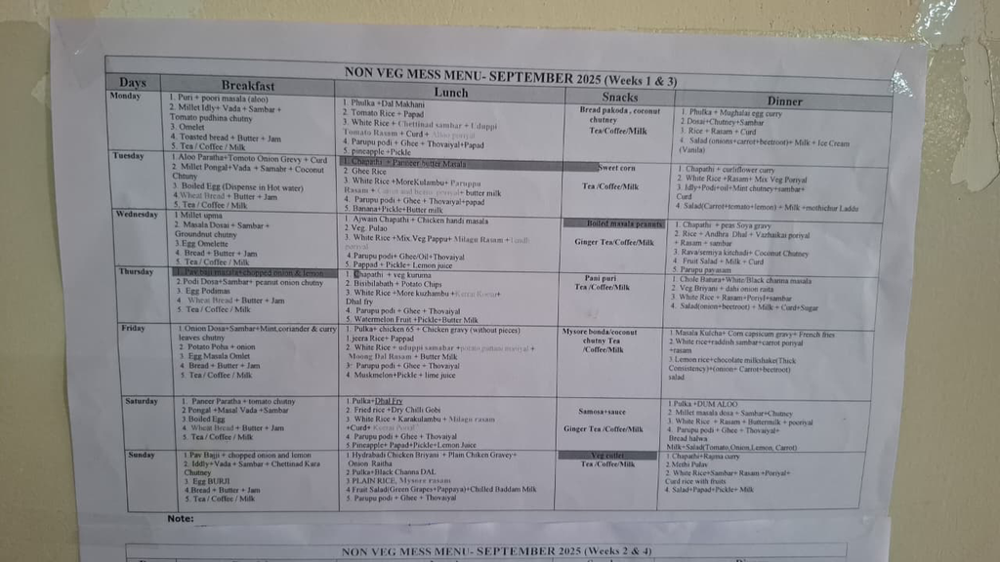 NON VEG MESS MENU- SEPTEMBER 2025 (Weeks 1 & 3)
Days
Breakfast
Lunch
Snacks
Dinner
Monday
1. Puri + poori masala (aloo)
2. Millet Idly+ Vada + Sambar+
Tomato pudhina chutny
3. Omelet
4. Toasted bread + Butter + Jam
5. Tea / Coffee / Milk
1. Phulka +Dal Makhani
2. Tomato Rice + Papad
3. White Rice + Chettinad sambar + Uduppi
Tomato Rasam + Curd +
4. Parupu podi + Ghee + Thovaiyal+Papad
5. pineapple +Pickle
Bread pakoda , coconut
chutney
Tea/Coffee/Milk
1. Phulka + Mughalai egg curry
2 Dosai+Chutney+Sambar
3. Rice + Rasam + Curd
4. Salad (onions+carrot+beetroot)+ Milk + Ice Cream
(Vanila)
Tuesday
1. Aloo Paratha+Tomoto Onion Grevy + Curd
2. Millet Pongal+Vada + Samabr + Coconut
Chutny
3. Boiled Egg (Dispense in Hot water)
4.Wheat Bread + Butter + Jam
5. Tea / Coffee / Milk
1. Chapathi + Panneer butter Masala
2. Ghee Rice
3. White Rice +MoreKulambu+ Paruppu
Rasam + butter milk
4. Parupu podi + Ghee + Thovaiyal+papad
5. Banana+Pickle+Butter milk
Sweet corn
Tea/Coffee/Milk
1. Chapathi + curliflower curry
2. White Rice +Rasam+ Mix Veg Poriyal
3. Idly+Podi+oil+Mint chutney+sambar+
Curd
4. Salad(Carrot+tomato+lemon) + Milk +mothichur Laddu
Wednesday
1. Millet upma
2. Masala Dosai + Sambar +
Groundnut chutny
3.Egg Omelette
4. Bread + Butter + Jam
5. Tea / Coffee / Milk
1. Ajwain Chapathi + Chicken handi masala
2. Veg. Pulao
3. White Rice +Mix Veg Pappu+ Milagu Rasam +
4.Parupu podi + Ghee/Oil +Thovaiyal
5. Pappad + Pickle+ Lemon juice
Boiled masala peanuts
Ginger Tea/Coffee/Milk
1. Chapathi + peas Soya gravy
2. Rice + Andhra Dhal + Vazhaikai poriyal
+ Rasam + sambar
3. Rava/semiya kitchadi+ Coconut Chutney
4. Fruit Salad + Milk + Curd
5. Parupu payasam
Thursday
1. Pav baji masala+chopped onion & lemon
2.Podi Dosa+Sambar+ peanut onion chutny
3. Egg Podimas
4. Wheat Bread + Butter + Jam
5. Tea / Coffee / Milk
1. Chapathi + veg kuruma
2. Bisbilabath + Potato Chips
3. White Rice +More kuzhambu +
Dhal fry
4. Parupu podi + Ghee + Thovaiyal
5. Watermelon Fruit +Pickle+Butter Milk
Pani puri
Tea /Coffee/Milk
1. Chole Batura+White/Black channa masala
2. Veg Briyani + dahi onion raita
3. White Rice + Rasam+Poriyl+sambar
4. Salad(onion+beetroot) + Milk + Curd+Sugar
Friday
1.Onion Dosa+Sambar+Mint,coriander & curry
leaves chutny
2. Potato Poha + onion
3. Egg Masala Omlet
4. Bread + Butter + Jam
5. Tea / Coffee / Milk
1. Pulka+ chicken 65 + Chicken gravy (without pieces)
1.jeera Rice+ Pappad
2. White Rice + uduppi samabar +
Moong Dal Rasam + Butter Milk
3. Parupu podi + Ghee + Thovaiyal
4. Muskmelon+Pickle + lime juice
Mysore bonda/coconut
chutny Tea
/Coffee/Milk
1.Masala Kulcha+ Corn capsicum gravy+ French fries
2.White rice+raddish sambar+carrot poriyal
+rasam
3.Lemon rice+chocolate milkshake(Thick
Consistency)+(onion+ Carrot+beetroot)
salad
Saturday
1. Paneer Paratha + tomato chutny
2 Pongal +Masal Vada +Sambar
3.Boiled Egg
4. Wheat Bread + Butter + Jam
5. Tea / Coffee / Milk
1. Pulka+Dhal Fry
2. Fried rice +Dry Chilli Gobi
3. White Rice + Karakulambu + Milagu rasam
+Curd+
4. Parupu podi + Ghee + Thovaiyal
5.Pineapple+ Papad+Pickle+Lemon Juice
Samosa+sauce
Ginger Tea/Coffee/Milk
1.Pulka +DUM ALOO
2. Millet masala dosa + Sambar+Chutney
3. White Rice + Rasam + Buttermilk + pooriyal
4. Parupu podi + Ghee + Thovaiyal+
Bread halwa
Milk+Salad(Tomato,Onion,Lemon, Carrot)
Sunday
1. Pav Bajji + chopped onion and lemon
2. Iddly+Vada + Sambar + Chettinad Kara
Chutney
3. Egg BURJI
4.Bread + Butter + Jam
5. Tea / Coffee / Milk
1. Hydrabadi Chicken Briyani + Plain Chiken Gravey+
Onion Raitha
2.Pulka+Black Channa DAL
3 PLAIN RICE, Mysore rasam
4.Fruit Salad(Green Grapes+Pappaya)+Chilled Baddam Milk
5. Parupu podi + Ghee + Thovaiyal
Veg cutlet
Tea/Coffee/Milk
1. Chapathi+Rajma curry
2. Methi Pulav
2. White Rice+Sambar+ Rasam +Poriyal+
Curd rice with fruits
4. Salad+Papad+Pickle+ Milk
Note:
NON VEG MESS MENU- SEPTEMBER 2025 (Weeks 2 & 4)